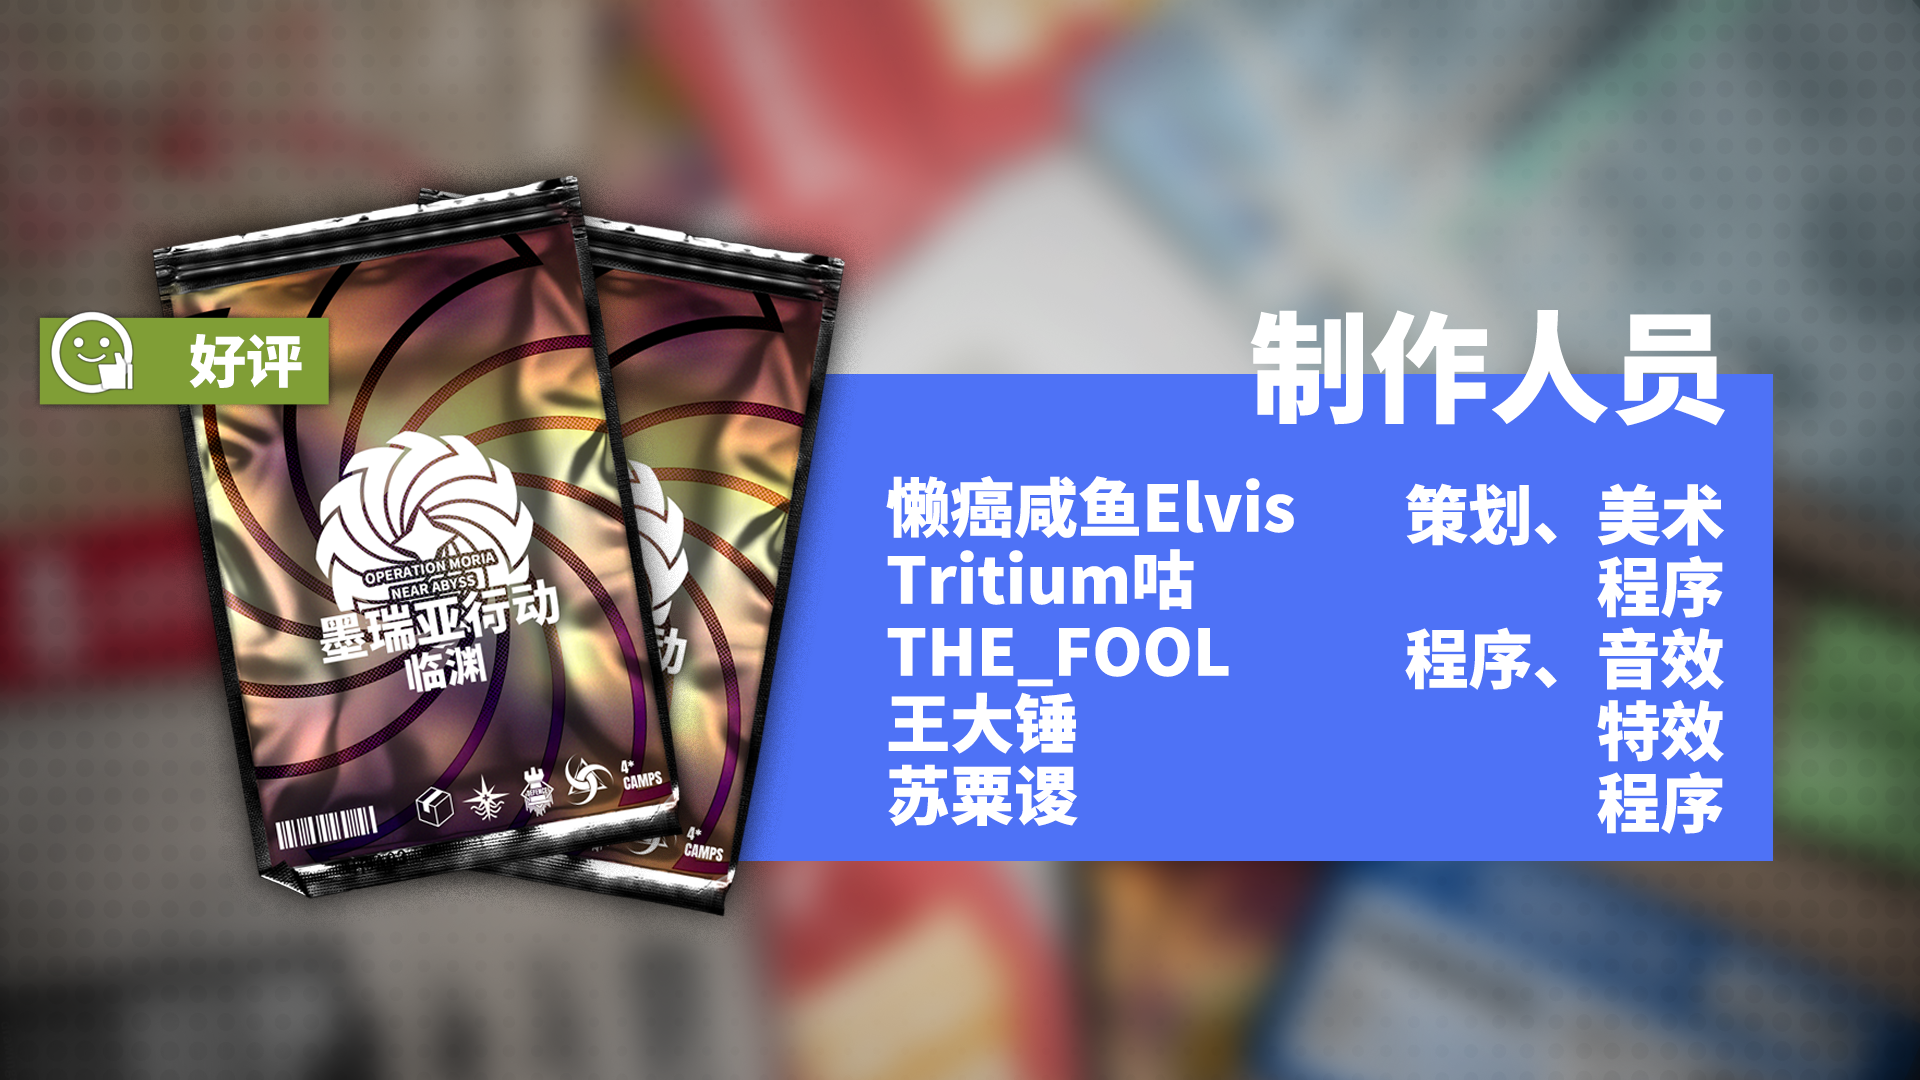 好评
OPERATION MORIA
NEAR ABYSS
墨瑞亚行动
临渊
DEFENCE
4*
CAMPS
动
4*
CAMPS
制作人员
懒癌咸鱼Elvis 策划、美术
Tritium咕 程序
THE_FOOL 程序、音效
王大锤 特效
苏粟谡 程序